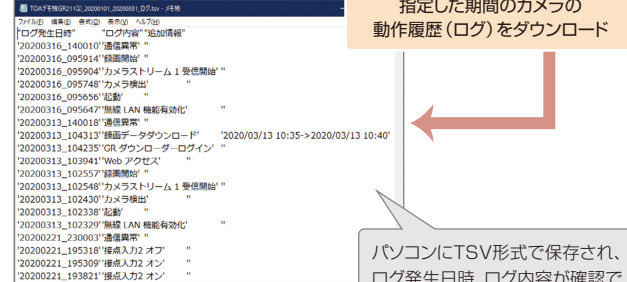 TOAデモ機GR211②_20200101_20200331_ログ.tsv - メモ帳
ファイル(F) 編集(E) 書式(O) 表示(V) ヘルプ(H)
"ログ発生日時" "ログ内容""追加情報"
'20200316_140010''通信異常' "
'20200316_095914''録画開始' "
'20200316_095904''カメラストリーム 1 受信開始' "
'20200316_095748''カメラ検出' "
'20200316_095656''起動' "
'20200316_095647''無線 LAN 機能有効化' "
'20200313_140018''通信異常' "
'20200313_104313''録画データダウンロード' '2020/03/13 10:35->2020/03/13 10:40'
'20200313_104235''GR ダウンローダーログイン' "
'20200313_103941''Web アクセス' "
'20200313_102557''録画開始' "
'20200313_102548''カメラストリーム 1 受信開始' "
'20200313_102430''カメラ検出' "
'20200313_102338''起動' "
'20200313_102329''無線 LAN 機能有効化' "
'20200221_230003''通信異常' "
'20200221_195318''接点入力2 オフ' "
'20200221_195309''接点入力2 オン' "
'20200221_193821''接点入力2 オン' "
指定した期間のカメラの
動作履歴(ログ)をダウンロード
パソコンにTSV形式で保存され、
ログ発生日時、ログ内容が確認で